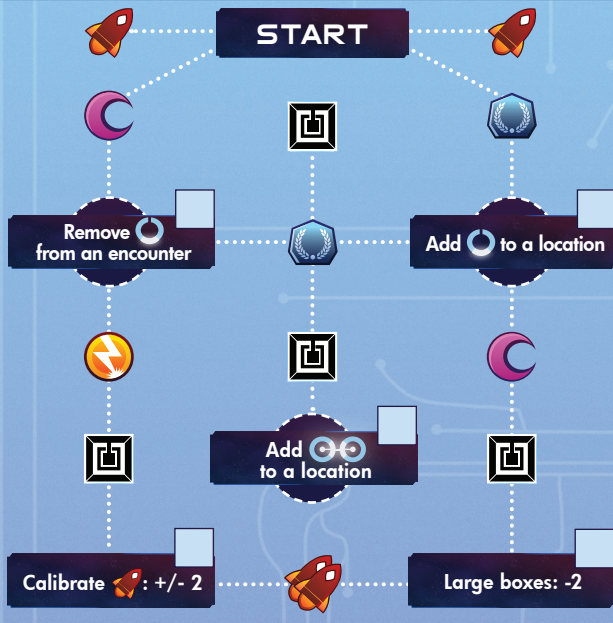 START
Remove
from an encounter
Add to a location
Add
to a location
Calibrate : +/- 2
Large boxes: -2